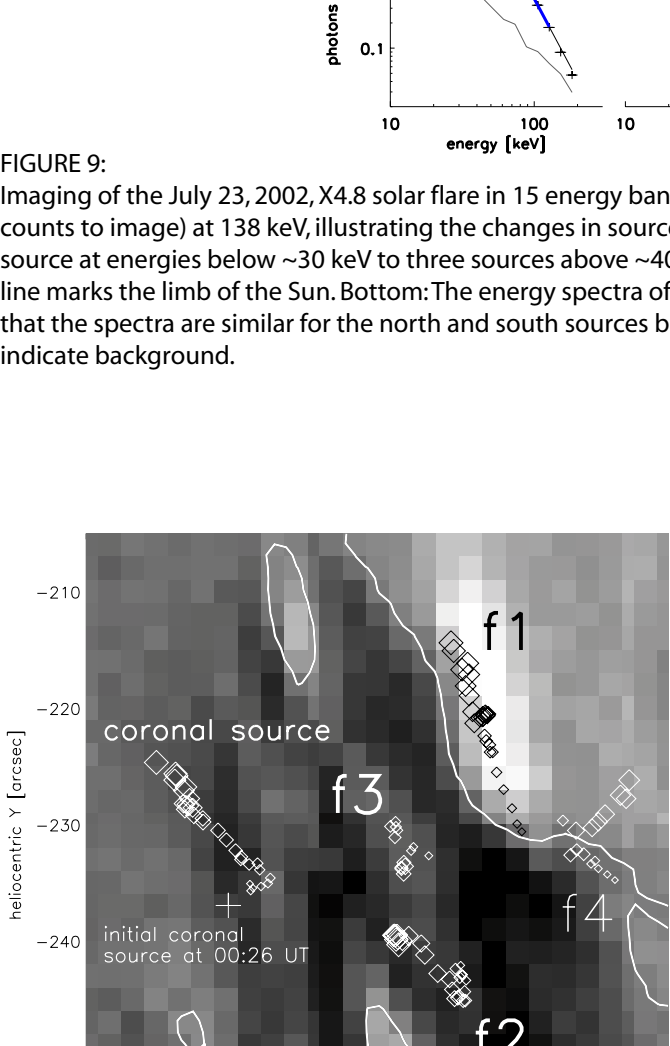 photons
0.1
10
100
10
energy [keV]
FIGURE 9:
Imaging of the July 23, 2002, X4.8 solar flare in 15 energy ban
counts to image) at 138 keV, illustrating the changes in sourc
source at energies below ~30 keV to three sources above ~40
line marks the limb of the Sun. Bottom: The energy spectra of
that the spectra are similar for the north and south sources b
indicate background.
-210
f1
-220
coronal source
f3
heliocentric Y [arcsec]
-230
f4
initial coronal
source at 00:26 UT
-240
f2